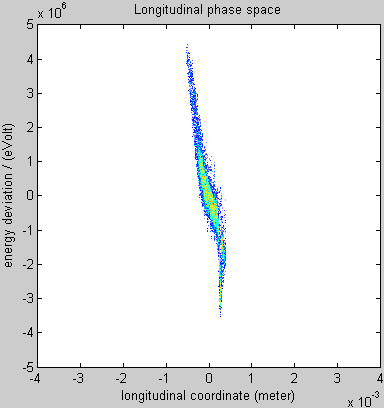 Longitudinal phase space
x 10^6
5
4
3
2
1
0
-1
-2
-3
-4
-5
energy deviation / (eVolt)
-4 -3 -2 -1 0 1 2 3 4
longitudinal coordinate (meter)
x 10^-3